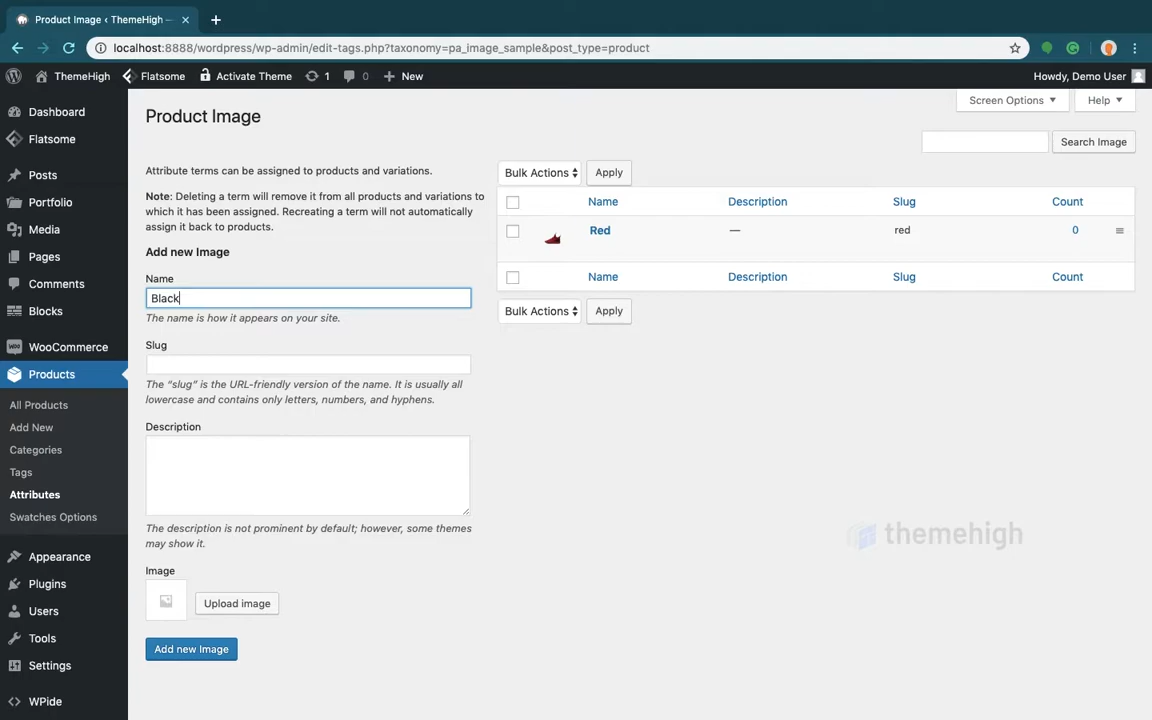 Product Image ‹ ThemeHigh —
localhost:8888/wordpress/wp-admin/edit-tags.php?taxonomy=pa_image_sample&post_type=product
ThemeHigh
Flatsome
Activate Theme
1
0
New
Howdy, Demo User
Dashboard
Flatsome
Posts
Portfolio
Media
Pages
Comments
Blocks
WooCommerce
Products
All Products
Add New
Categories
Tags
Attributes
Swatches Options
Appearance
Plugins
Users
Tools
Settings
WPide
Product Image
Screen Options
Help
Search Image
Attribute terms can be assigned to products and variations.
Note: Deleting a term will remove it from all products and variations to
which it has been assigned. Recreating a term will not automatically
assign it back to products.
Add new Image
Name
Black
The name is how it appears on your site.
Slug
The “slug” is the URL-friendly version of the name. It is usually all
lowercase and contains only letters, numbers, and hyphens.
Description
The description is not prominent by default; however, some themes
may show it.
Image
Upload image
Add new Image
Bulk Actions
Apply
Name Description Slug Count
Red — red 0
Name Description Slug Count
Bulk Actions
Apply
themehigh